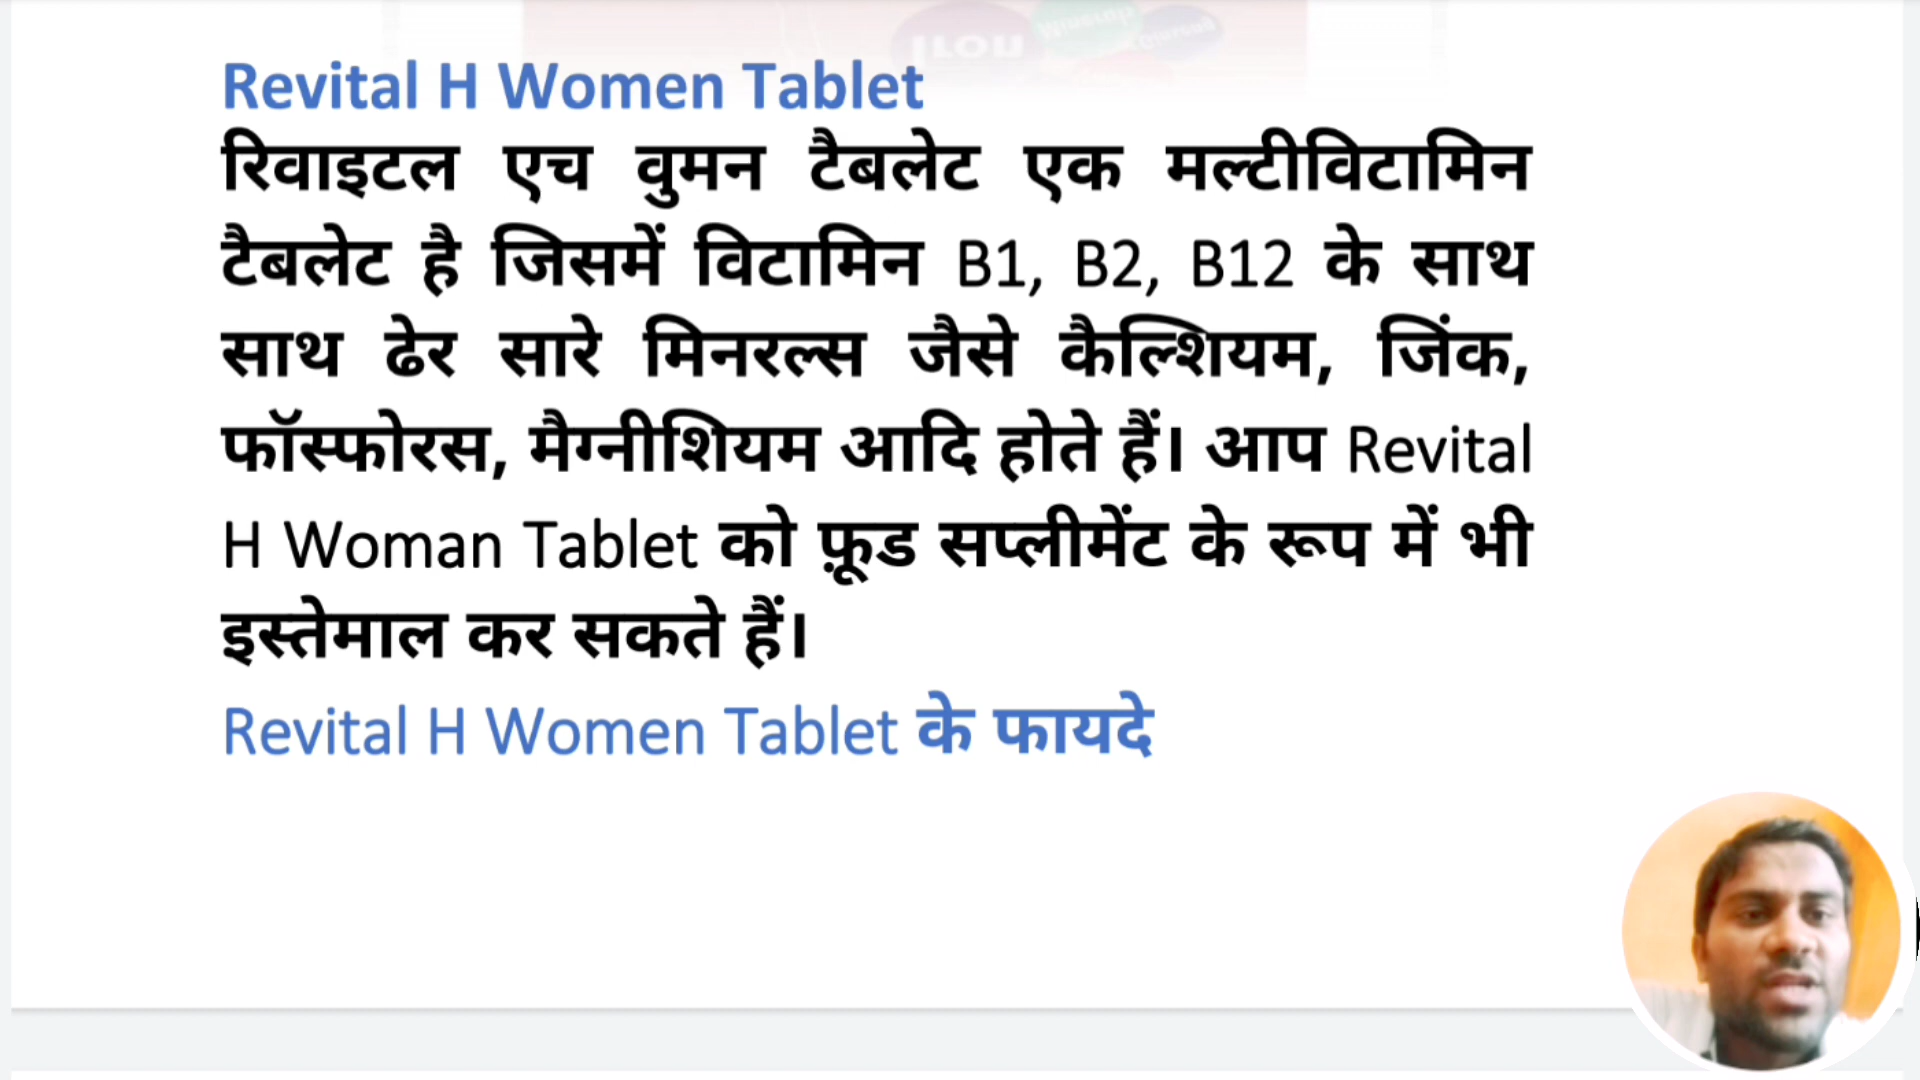 Revital H Women Tablet
रिवाइटल एच वुमन टैबलेट एक मल्टीविटामिन
टैबलेट है जिसमें विटामिन B1, B2, B12 के साथ
साथ ढेर सारे मिनरल्स जैसे कैल्शियम, जिंक,
फॉस्फोरस, मैग्नीशियम आदि होते हैं। आप Revital
H Woman Tablet को फ़ूड सप्लीमेंट के रूप में भी
इस्तेमाल कर सकते हैं।
Revital H Women Tablet के फायदे